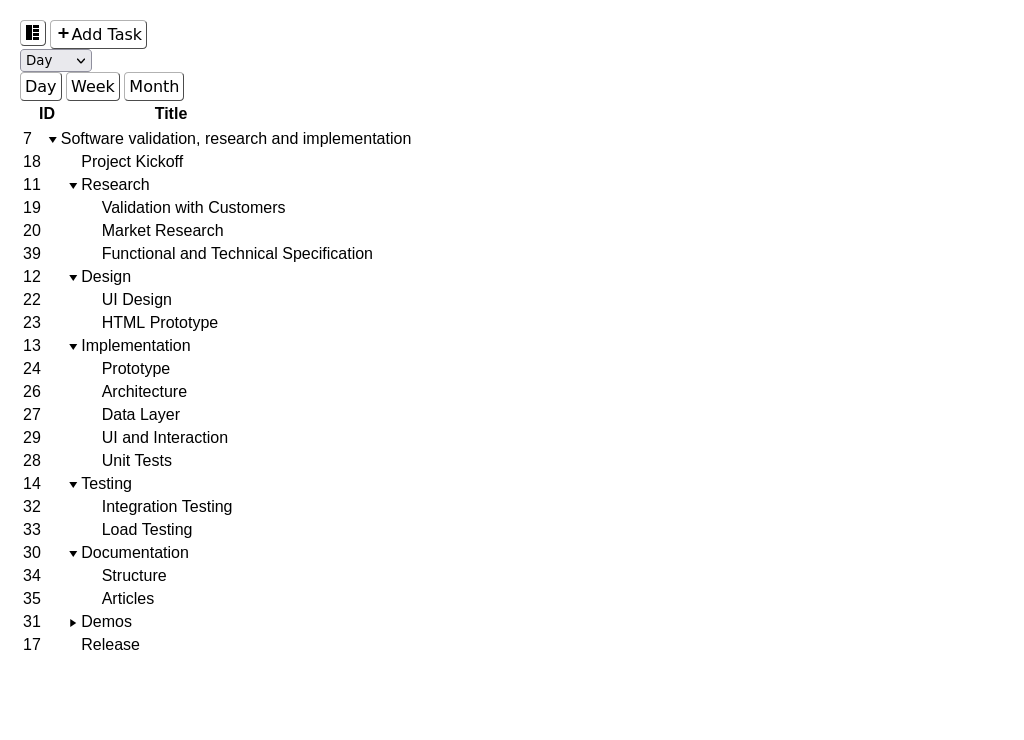 +Add Task
Day
Day Week Month
ID Title
7 Software validation, research and implementation
18 Project Kickoff
11 Research
19 Validation with Customers
20 Market Research
39 Functional and Technical Specification
12 Design
22 UI Design
23 HTML Prototype
13 Implementation
24 Prototype
26 Architecture
27 Data Layer
29 UI and Interaction
28 Unit Tests
14 Testing
32 Integration Testing
33 Load Testing
30 Documentation
34 Structure
35 Articles
31 Demos
17 Release